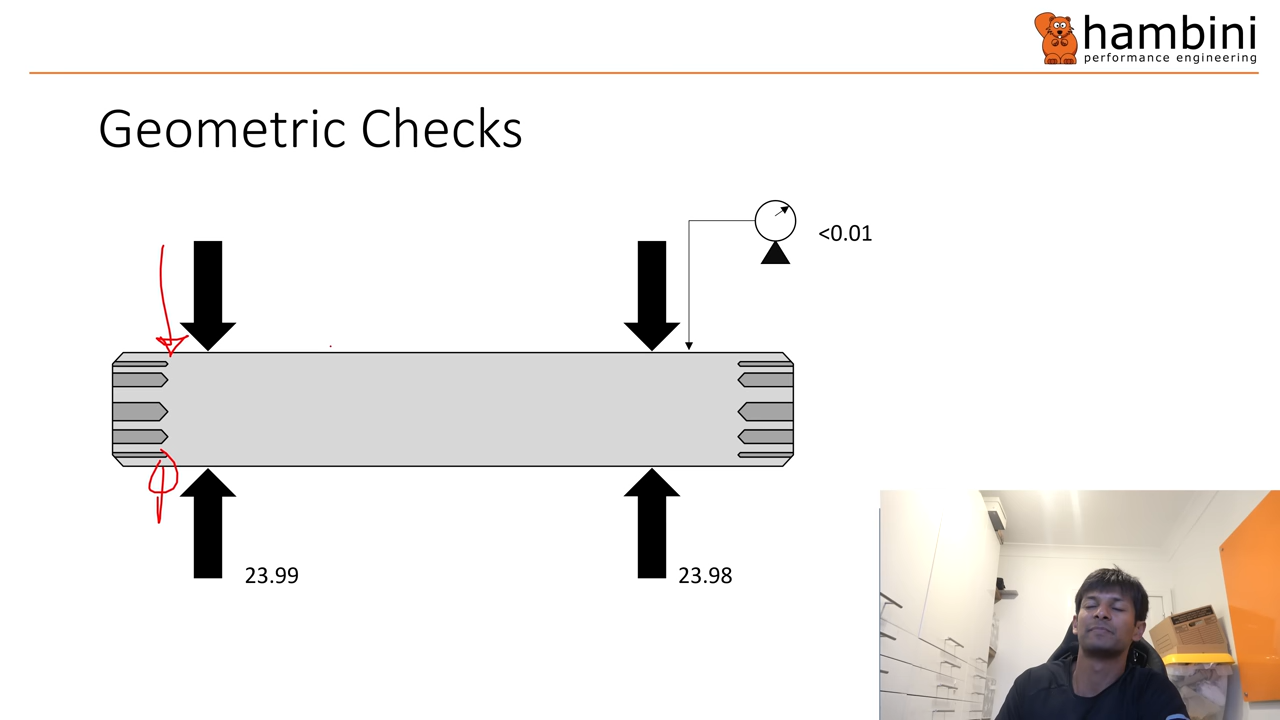 hambini
performance engineering
Geometric Checks
<0.01
23.99
23.98